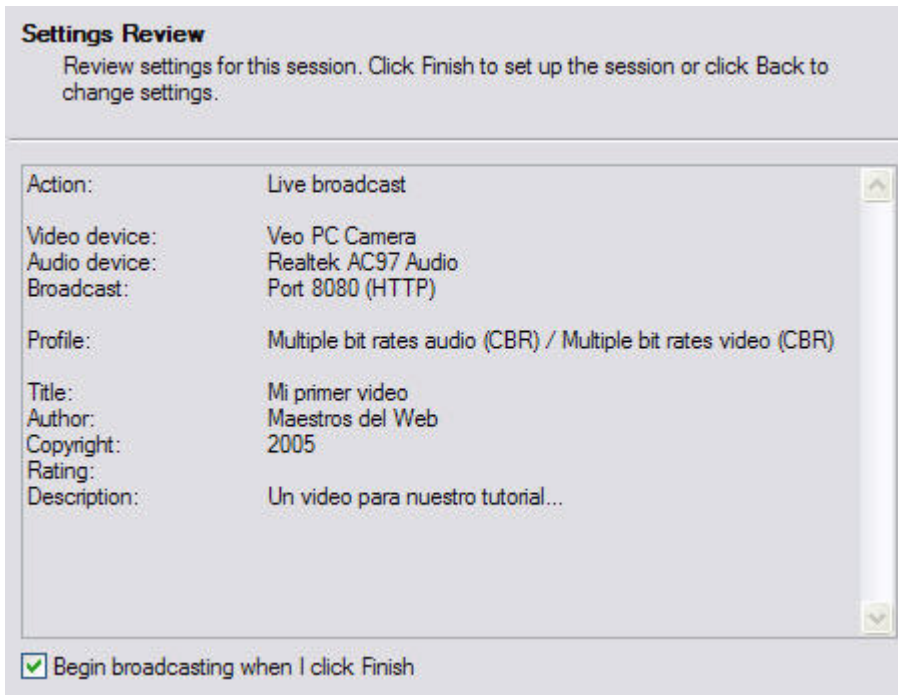 Settings Review
Review settings for this session. Click Finish to set up the session or click Back to
change settings.
Action: Live broadcast
Video device: Veo PC Camera
Audio device: Realtek AC97 Audio
Broadcast: Port 8080 (HTTP)
Profile: Multiple bit rates audio (CBR) / Multiple bit rates video (CBR)
Title: Mi primer video
Author: Maestros del Web
Copyright: 2005
Rating:
Description: Un video para nuestro tutorial...
Begin broadcasting when I click Finish